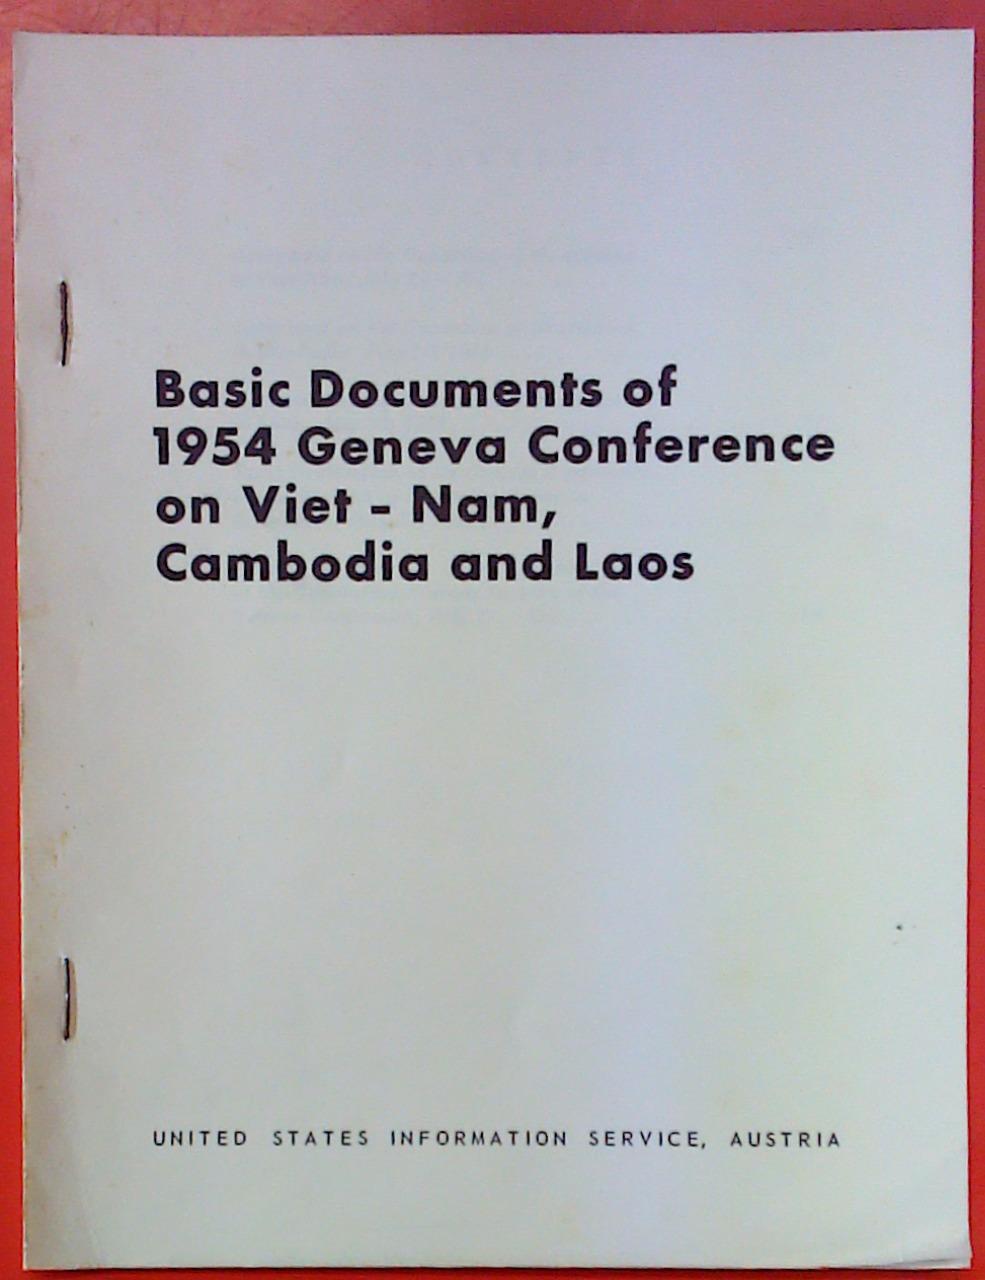 Basic Documents of
1954 Geneva Conference
on Viet - Nam,
Cambodia and Laos
UNITED STATES INFORMATION SERVICE, AUSTRIA